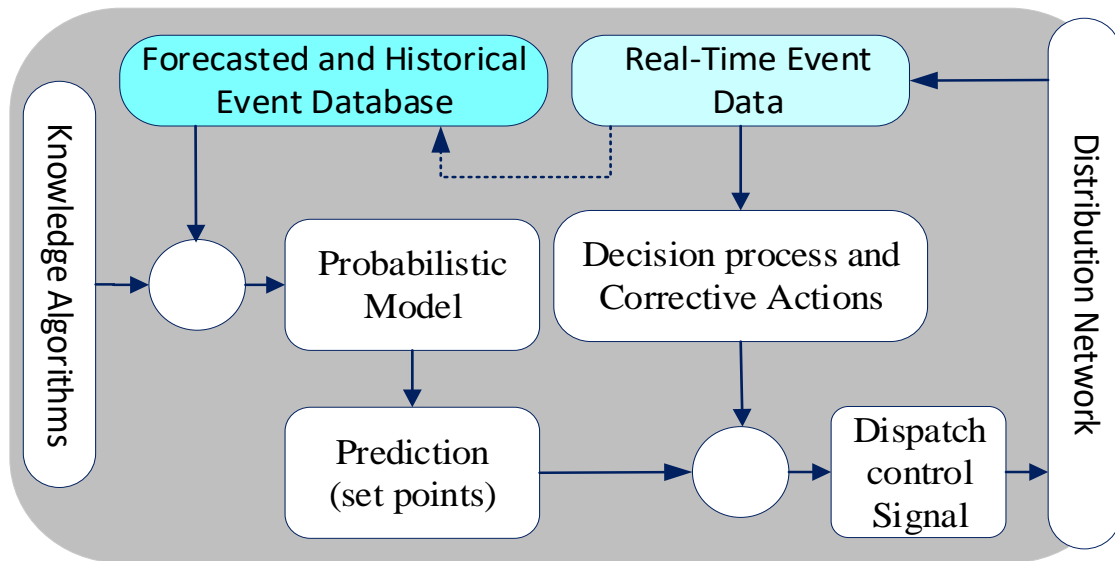 Forecasted and Historical
Event Database
Real-Time Event
Data
Knowledge Algorithms
Distribution Network
Probabilistic
Model
Decision process and
Corrective Actions
Prediction
(set points)
Dispatch
control
Signal